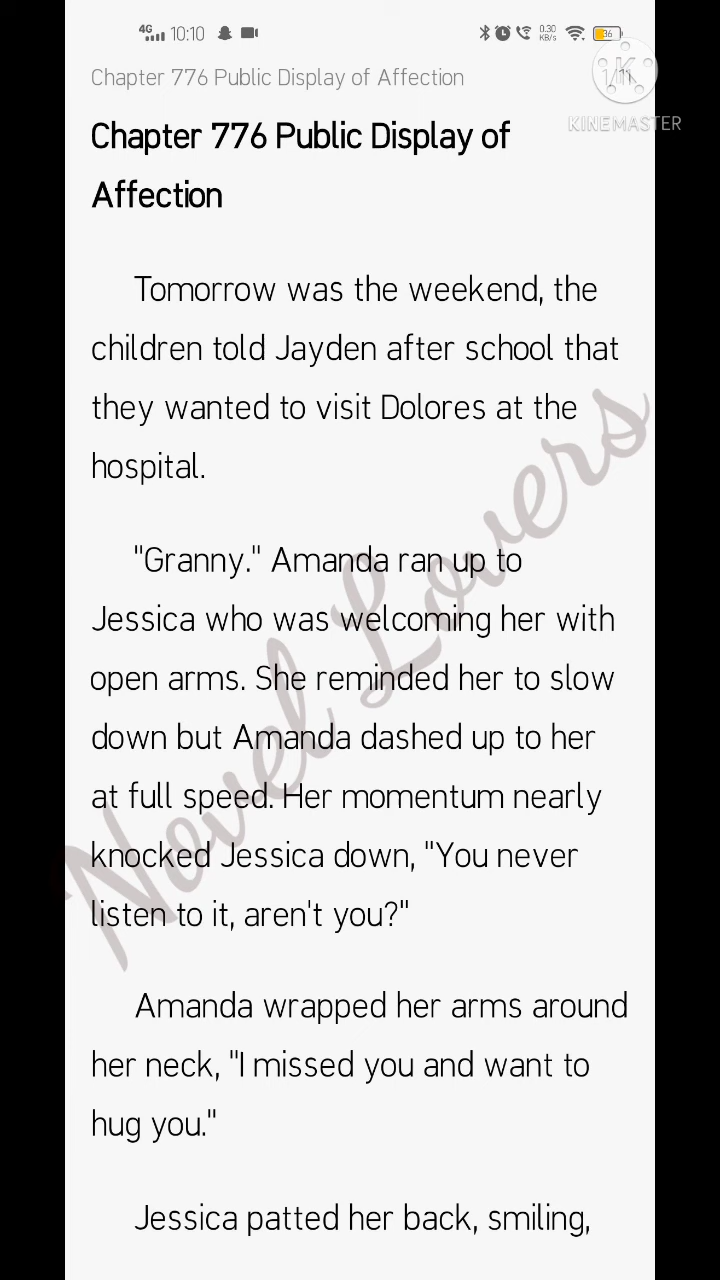 4G 10:10 0.30 KB/s 36
Chapter 776 Public Display of Affection
KINEMASTER
Chapter 776 Public Display of
Affection
Tomorrow was the weekend, the
children told Jayden after school that
they wanted to visit Dolores at the
hospital.
"Granny." Amanda ran up to
Jessica who was welcoming her with
open arms. She reminded her to slow
down but Amanda dashed up to her
at full speed. Her momentum nearly
knocked Jessica down, "You never
listen to it, aren't you?"
Amanda wrapped her arms around
her neck, "I missed you and want to
hug you."
Jessica patted her back, smiling,
Novel Lovers